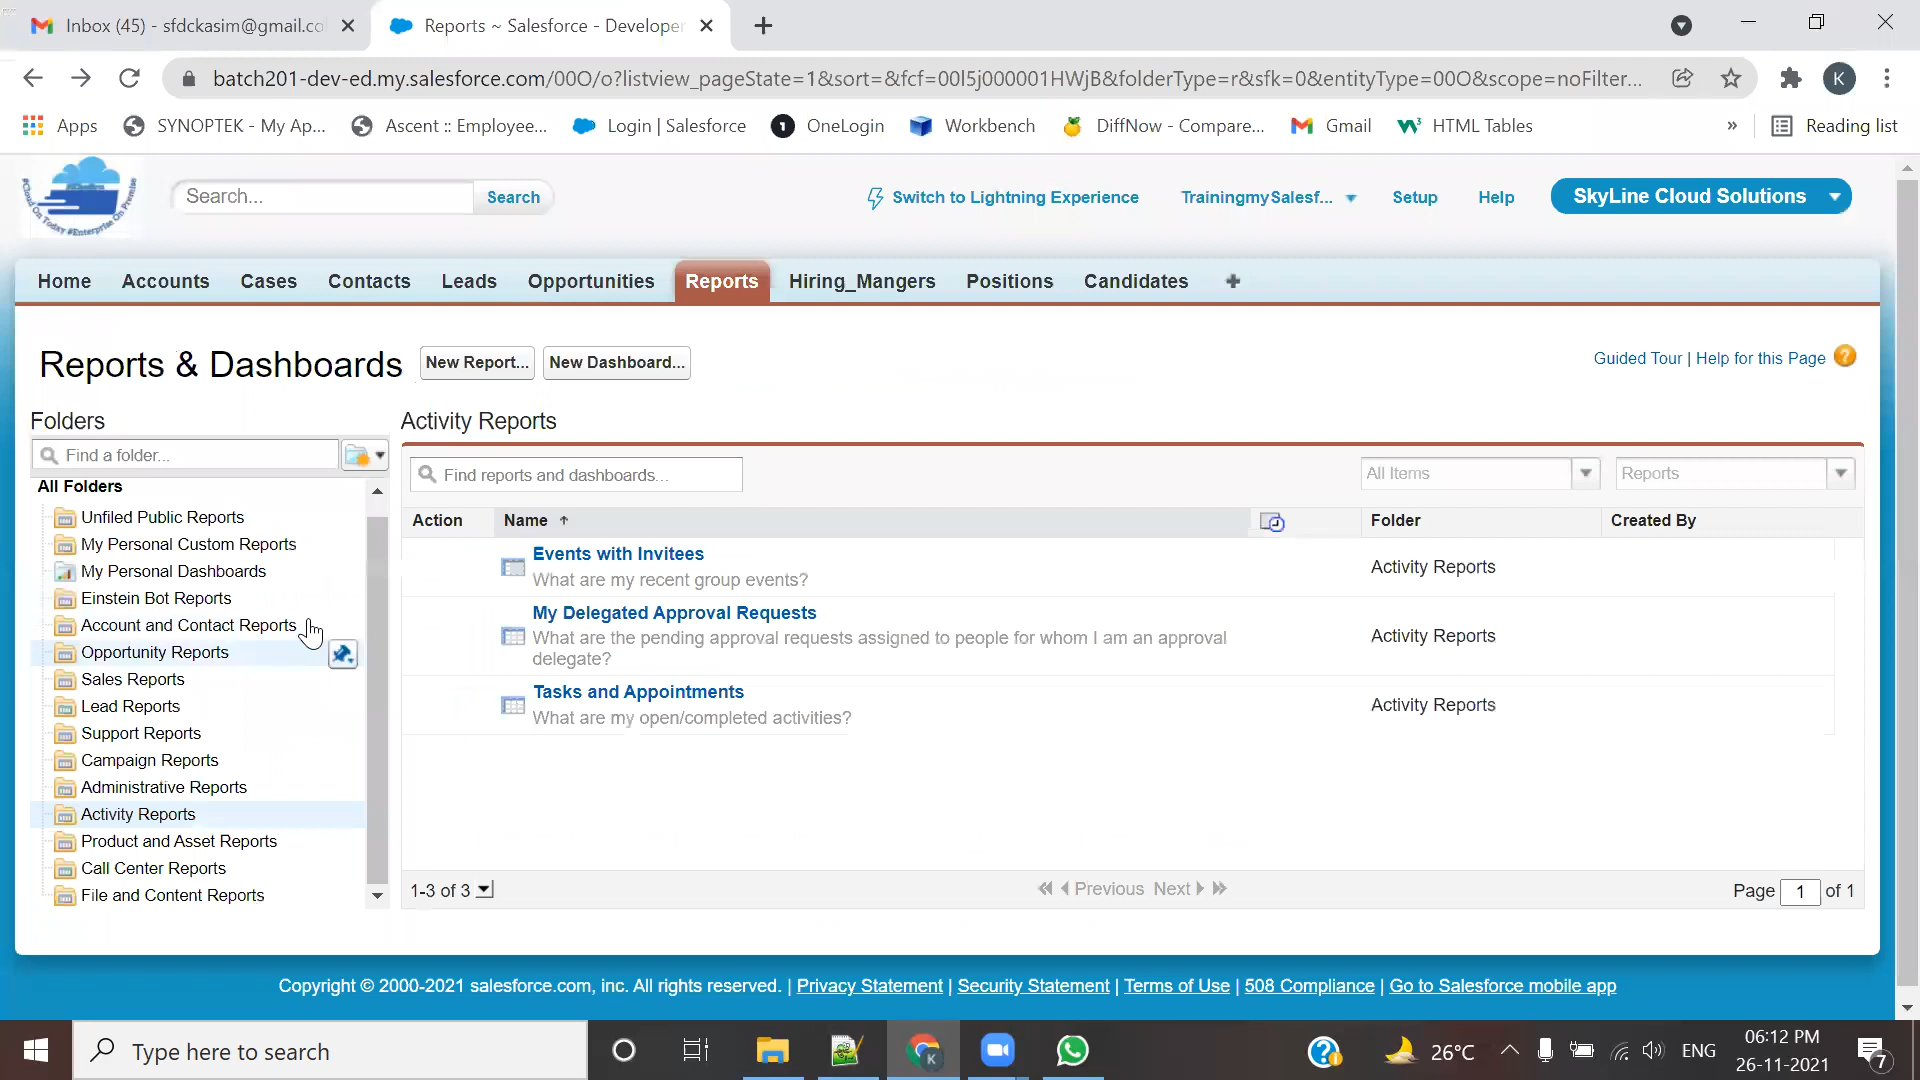 Inbox (45) - sfdckasim@gmail.co
Reports ~ Salesforce - Developer
batch201-dev-ed.my.salesforce.com/00O/o?listview_pageState=1&sort=&fcf=00l5j000001HWjB&folderType=r&sfk=0&entityType=00O&scope=noFilter...
K
Apps
SYNOPTEK - My Ap...
Ascent :: Employee...
Login | Salesforce
OneLogin
Workbench
DiffNow - Compare...
Gmail
HTML Tables
»
Reading list
Search...
Search
Switch to Lightning Experience
TrainingmySalesf...
Setup
Help
SkyLine Cloud Solutions
Home
Accounts
Cases
Contacts
Leads
Opportunities
Reports
Hiring_Mangers
Positions
Candidates
Reports & Dashboards
New Report...
New Dashboard...
Guided Tour | Help for this Page
Folders
Find a folder...
All Folders
Unfiled Public Reports
My Personal Custom Reports
My Personal Dashboards
Einstein Bot Reports
Account and Contact Reports
Opportunity Reports
Sales Reports
Lead Reports
Support Reports
Campaign Reports
Administrative Reports
Activity Reports
Product and Asset Reports
Call Center Reports
File and Content Reports
Activity Reports
Find reports and dashboards...
All Items
Reports
Action
Name
Folder
Created By
Events with Invitees
What are my recent group events?
Activity Reports
My Delegated Approval Requests
What are the pending approval requests assigned to people for whom I am an approval
delegate?
Activity Reports
Tasks and Appointments
What are my open/completed activities?
Activity Reports
1-3 of 3
Previous Next
Page 1 of 1
Copyright © 2000-2021 salesforce.com, inc. All rights reserved. | Privacy Statement | Security Statement | Terms of Use | 508 Compliance | Go to Salesforce mobile app
Type here to search
26°C
ENG
06:12 PM
26-11-2021
7